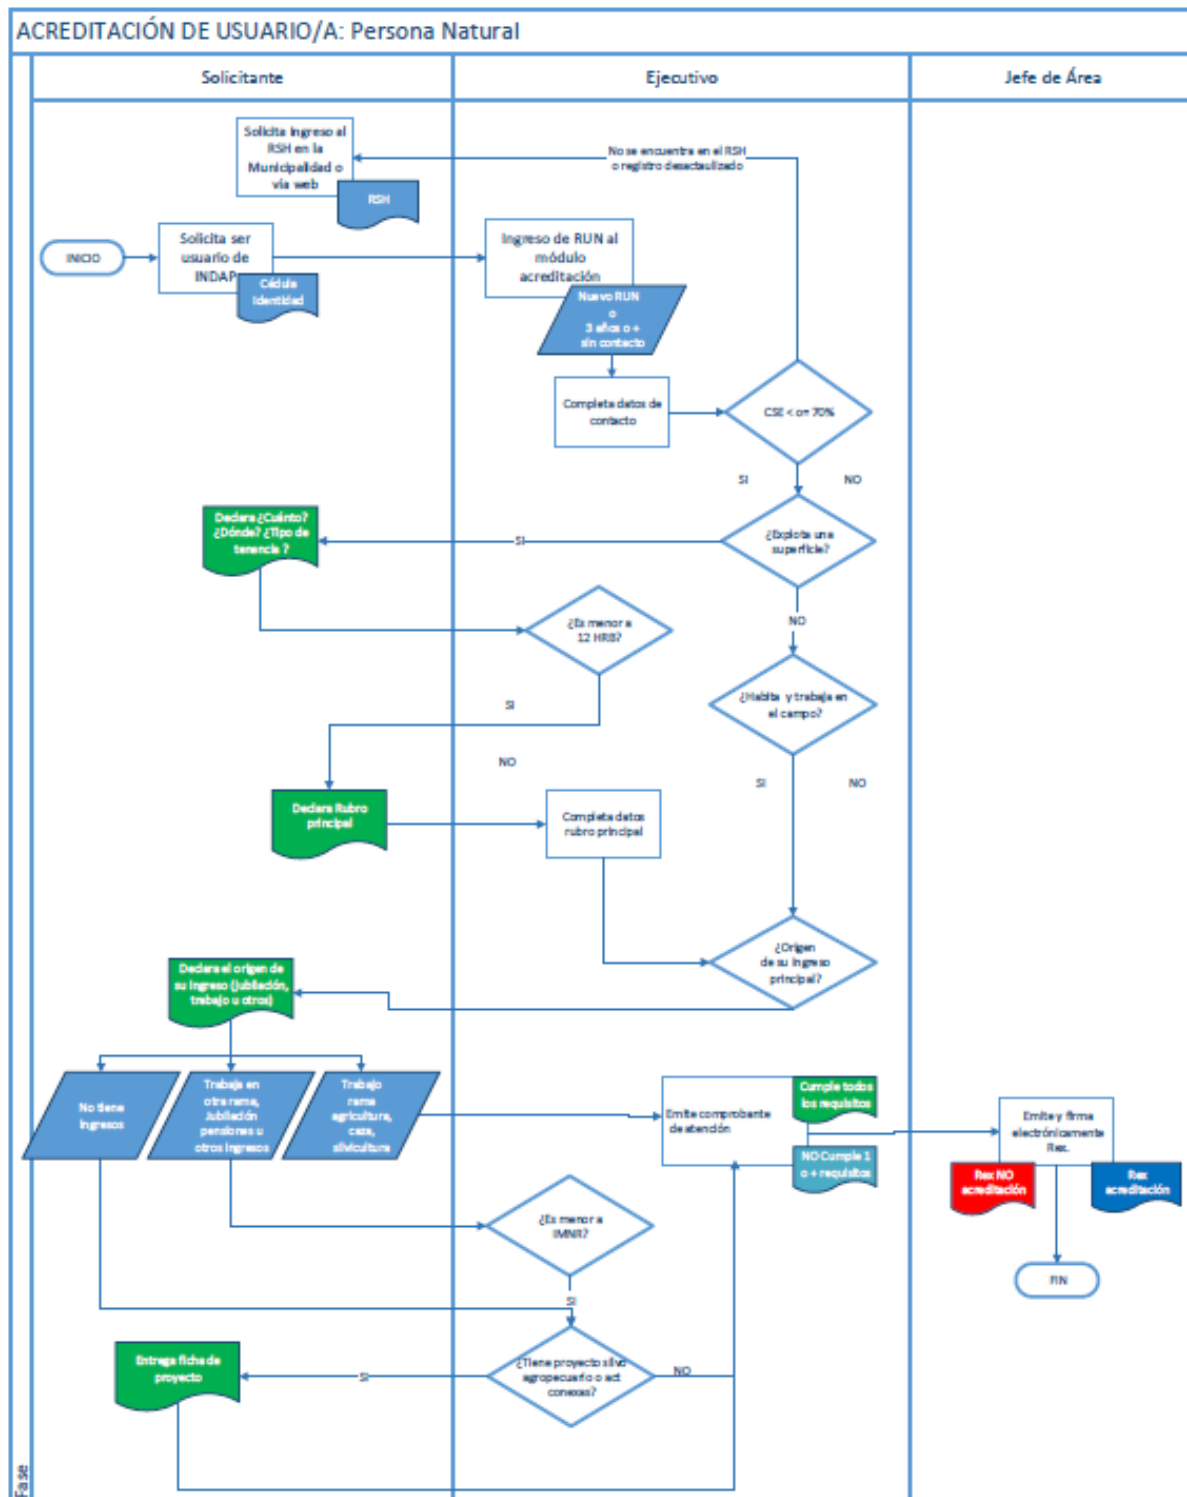 ACREDITACIÓN DE USUARIO/A: Persona Natural
Solicitante
Ejecutivo
Jefe de Área
Solicita ingreso al
RSH en la
Municipalidad o
vía web
RSH
No se encuentra en el RSH
o registro desactaulizado
INICIO
Solicita ser
usuario de
INDAP
Cédula
Identidad
Ingreso de RUN al
módulo
acreditación
Nuevo RUN
o
3 años o +
sin contacto
Completa datos de
contacto
CSE < o= 70%
SI
NO
Declara ¿Cuánto?
¿Dónde? ¿Tipo de
tenencia ?
SI
¿Explota una
superficie?
NO
¿Es menor a
12 HRB?
¿Habita y trabaja en
el campo?
SI
NO
SI
NO
Declara Rubro
principal
Completa datos
rubro principal
¿Origen
de su ingreso
principal?
Declara el origen de
su ingreso (jubilación,
trabajo u otros)
No tiene
ingresos
Trabaja en
otra rama,
Jubilación
pensiones u
otros ingresos
Trabajo
rama
agricultura,
caza,
silvicultura
Emite comprobante
de atención
Cumple todos
los requisitos
NO Cumple 1
o + requisitos
Emite y firma
electrónicamente
Rex.
Rex NO
acreditación
Rex
acreditación
¿Es menor a
IMNR?
SI
FIN
Entrega ficha de
proyecto
SI
¿Tiene proyecto silvo
agropecuario o act
conexas?
NO
Fase